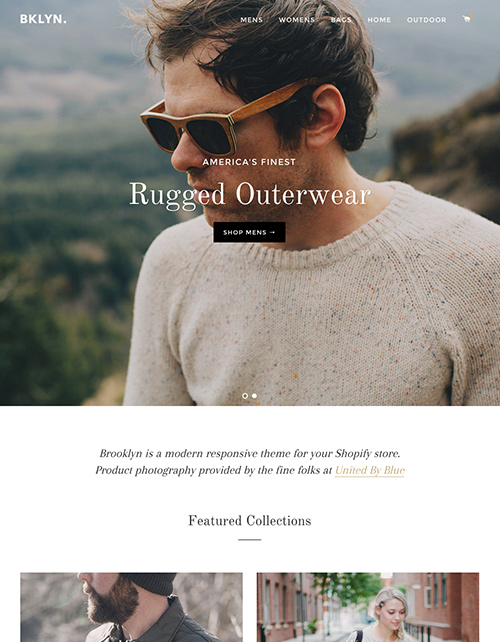 BKLYN.
MENS WOMENS BAGS HOME OUTDOOR
AMERICA'S FINEST
Rugged Outerwear
SHOP MENS →
Brooklyn is a modern responsive theme for your Shopify store.
Product photography provided by the fine folks at United By Blue
Featured Collections